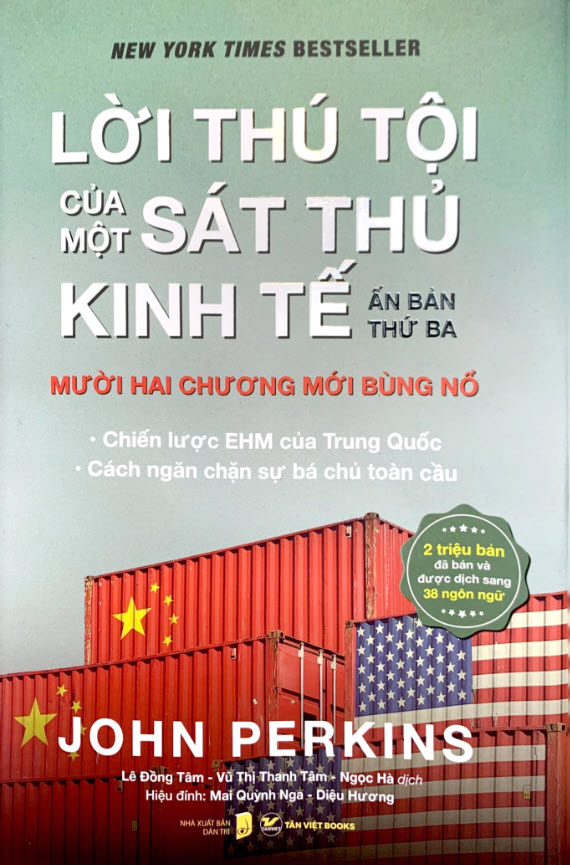 NEW YORK TIMES BESTSELLER
LỜI THÚ TỘI
CỦA
MỘT
SÁT THỦ
KINH TẾ
ẤN BẢN
THỨ BA
MƯỜI HAI CHƯƠNG MỚI BÙNG NỔ
• Chiến lược EHM của Trung Quốc
• Cách ngăn chặn sự bá chủ toàn cầu
2 triệu bản
đã bán và
được dịch sang
38 ngôn ngữ
JOHN PERKINS
Lê Đồng Tâm - Vũ Thị Thanh Tâm - Ngọc Hà dịch
Hiệu đính: Mai Quỳnh Nga - Diệu Hương
NHÀ XUẤT BẢN
DÂN TRÍ
TANVIET
TÂN VIỆT BOOKS